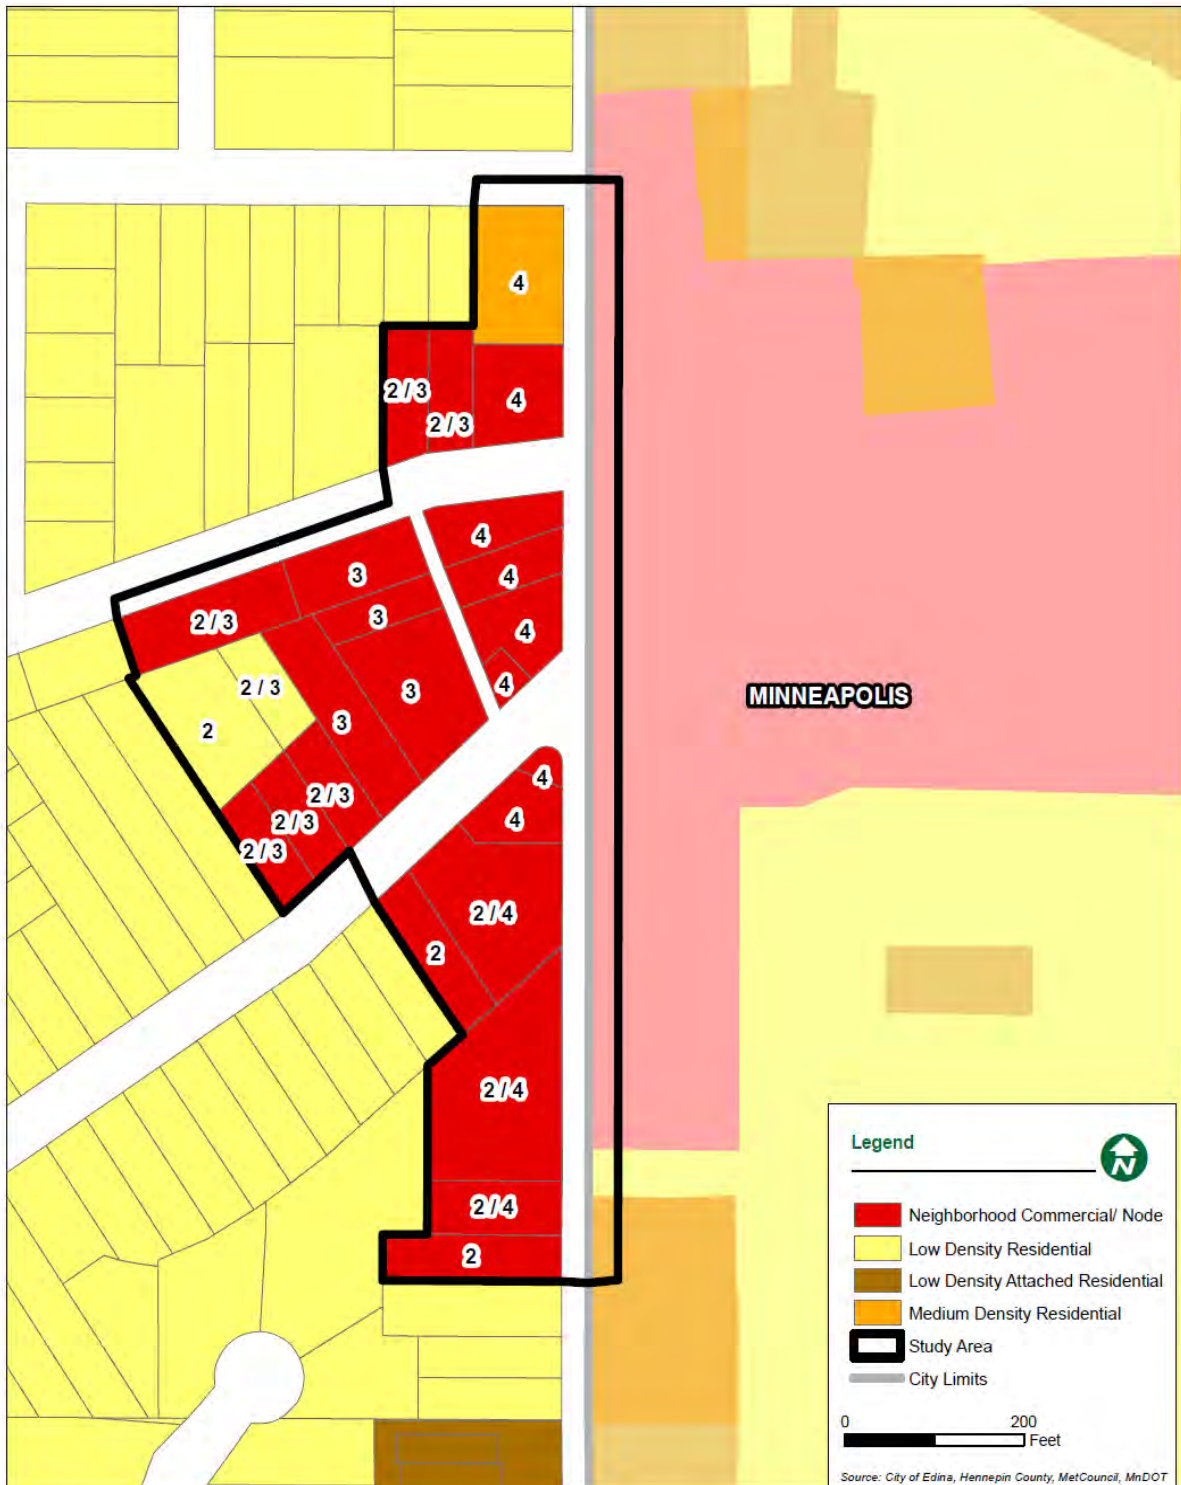 4
2 / 3
4
2 / 3
4
3
4
3
2 / 3
4
2 / 3
3
4
MINNEAPOLIS
2
3
4
2 / 3
2 / 3
4
2 / 3
2 / 4
2
2 / 4
Legend
N
2 / 4
Neighborhood Commercial/ Node
2
Low Density Residential
Low Density Attached Residential
Medium Density Residential
Study Area
City Limits
0 200
Feet
Source: City of Edina, Hennepin County, MetCouncil, MnDOT